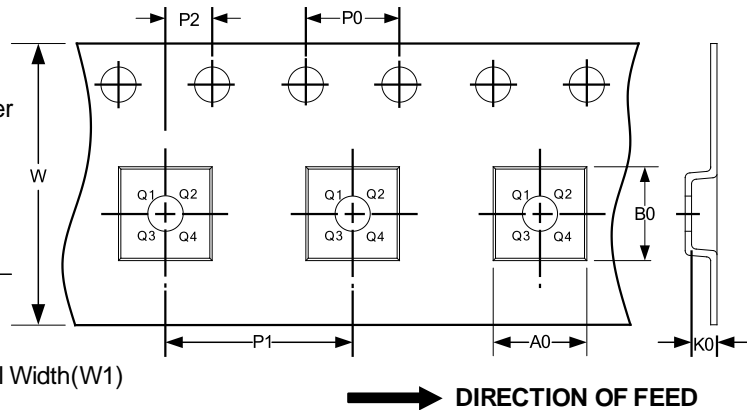 P2
P0
er
W
Q1 Q2
Q3 Q4
Q1 Q2
Q3 Q4
Q1 Q2
Q3 Q4
B0
P1
A0
K0
l Width(W1)
DIRECTION OF FEED